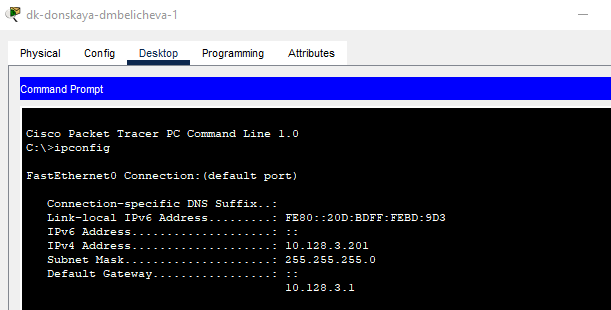 dk-donskaya-dmbelicheva-1
Physical Config Desktop Programming Attributes
Command Prompt
Cisco Packet Tracer PC Command Line 1.0
C:\>ipconfig
FastEthernet0 Connection:(default port)
Connection-specific DNS Suffix..:
Link-local IPv6 Address.........: FE80::20D:BDFF:FEBD:9D3
IPv6 Address....................: ::
IPv4 Address....................: 10.128.3.201
Subnet Mask.....................: 255.255.255.0
Default Gateway.................: ::
10.128.3.1